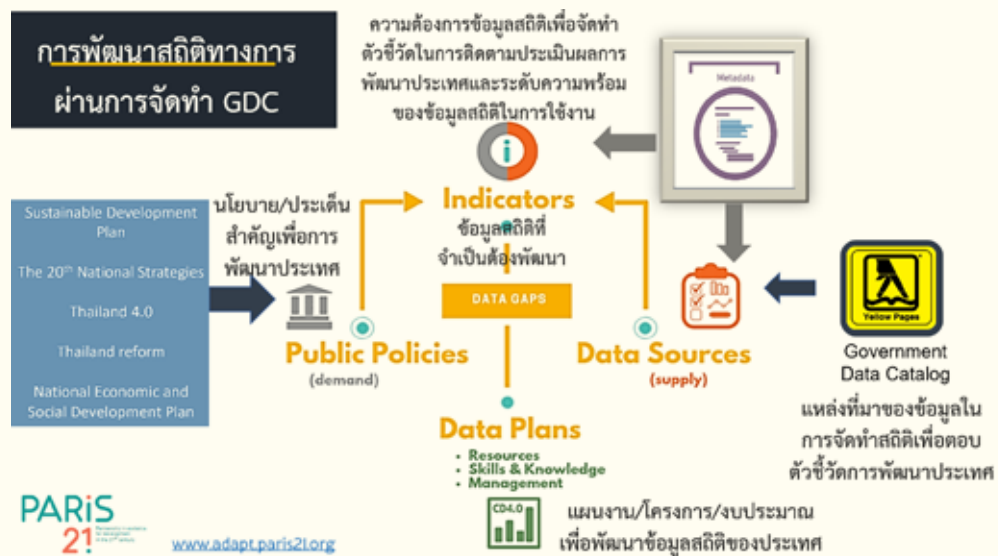 การพัฒนาสถิติทางการ
ผ่านการจัดทำ GDC
ความต้องการข้อมูลสถิติเพื่อจัดทำ
ตัวชี้วัดในการติดตามประเมินผลการ
พัฒนาประเทศและระดับความพร้อม
ของข้อมูลสถิติในการใช้งาน
Metadata
Indicators
ข้อมูลสถิติที่
จำเป็นต้องพัฒนา
DATA GAPS
Sustainable Development
Plan
The 20th National Strategies
Thailand 4.0
Thailand reform
National Economic and
Social Development Plan
นโยบาย/ประเด็น
สำคัญเพื่อการ
พัฒนาประเทศ
Public Policies
(demand)
Data Sources
(supply)
Yellow Pages
Government
Data Catalog
แหล่งที่มาของข้อมูลใน
การจัดทำสถิติเพื่อตอบ
ตัวชี้วัดการพัฒนาประเทศ
Data Plans
• Resources
• Skills & Knowledge
• Management
CD4.0
แผนงาน/โครงการ/งบประมาณ
เพื่อพัฒนาข้อมูลสถิติของประเทศ
PARiS
21
www.adapt.paris21.org